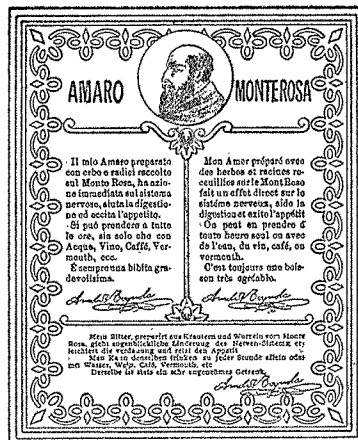 AMARO MONTEROSA
Il mio Amaro preparato
con erbe e radici raccolte
sul Monte Rosa, ha azio-
ne immediata sul sistema
nervoso, aiuta la digestio-
ne ed eccita l'appetito.
Si può prendere a tutte
le ore, sia solo che con
Acqua, Vino, Caffé, Ver-
mouth, ecc.
È sempre una bibita gra-
devolissima.
Mon Amer préparé avec
des herbes et racines re-
cueillies sur le Mont Rose
fait un effet direct sur le
sistème nerveux, aide la
digestion et exite l'appétit
On peut en prendre à
toute heure seul ou avec
de l'eau, du vin, café, ou
vermouth.
C'est toujours une bois-
son très agréable.
Mein Bitter, preparirt aus Krautern und Wurzeln vom Monte
Rosa, giebt augenblickliche Linderung des Nerven-Sistems, er
leichtert die verdauung und reizt den Appetit
Man Kann denselben trinken zu jeder Stunde allein oder
mit Wasser, Wein, Café, Vermouth, etc
Derselbe ist stets ein sehr angenehmes Getrenk.